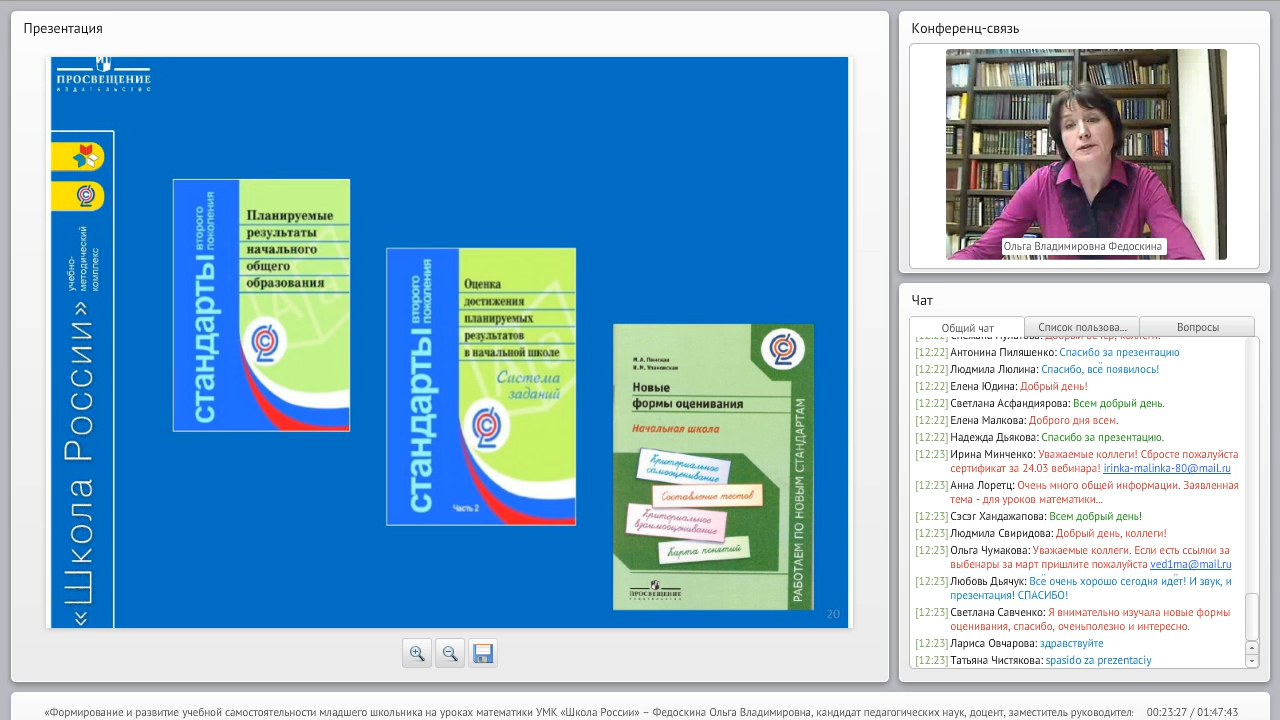 Презентация
ПРОСВЕЩЕНИЕ
ИЗДАТЕЛЬСТВО
«Школа России»
учебно-
методический
комплекс
стандарты
второго
поколения
Планируемые
результаты
начального
общего
образования
стандарты
второго
поколения
Оценка
достижения
планируемых
результатов
в начальной школе
Система
заданий
Часть 2
М.А. Пинская
И.М. Улановская
Новые
формы оценивания
Начальная школа
Критериальное
самооценивание
Составление тестов
Критериальное
взаимооценивание
Карта понятий
РАБОТАЕМ ПО НОВЫМ СТАНДАРТАМ
ПРОСВЕЩЕНИЕ
ИЗДАТЕЛЬСТВО
20
Конференц-связь
Ольга Владимировна Федоскина
Чат
Общий чат
Список пользова...
Вопросы
[12:22] Антонина Пиляшенко: Спасибо за презентацию
[12:22] Людмила Люлина: Спасибо, всё появилось!
[12:22] Елена Юдина: Добрый день!
[12:22] Светлана Асфандиярова: Всем добрый день.
[12:22] Елена Малкова: Доброго дня всем.
[12:22] Надежда Дьякова: Спасибо за презентацию.
[12:23] Ирина Минченко: Уважаемые коллеги! Сбросте пожалуйста
сертификат за 24.03 вебинара! irinka-malinka-80@mail.ru
[12:23] Анна Лоретц: Очень много общей информации. Заявленная
тема - для уроков математики...
[12:23] Сэсэг Хандажапова: Всем добрый день!
[12:23] Людмила Свиридова: Добрый день, коллеги!
[12:23] Ольга Чумакова: Уважаемые коллеги. Если есть ссылки за
выбенары за март пришлите пожалуйста ved1ma@mail.ru
[12:23] Любовь Дьячук: Всё очень хорошо сегодня идёт! И звук, и
презентация! СПАСИБО!
[12:23] Светлана Савченко: Я внимательно изучала новые формы
оценивания, спасибо, оченьполезно и интересно.
[12:23] Лариса Овчарова: здравствуйте
[12:23] Татьяна Чистякова: spasido za prezentaciy
«Формирование и развитие учебной самостоятельности младшего школьника на уроках математики УМК «Школа России» – Федоскина Ольга Владимировна, кандидат педагогических наук, доцент, заместитель руководител
00:23:27 / 01:47:43